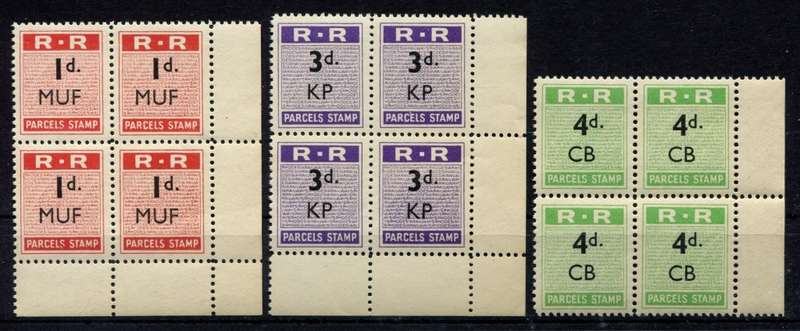 R·R R·R
1d. 1d.
MUF MUF
PARCELS STAMP PARCELS STAMP
R·R R·R
1d. 1d.
MUF MUF
PARCELS STAMP PARCELS STAMP
R·R R·R
3d. 3d.
KP KP
PARCELS STAMP PARCELS STAMP
R·R R·R
3d. 3d.
KP KP
PARCELS STAMP PARCELS STAMP
R·R R·R
4d. 4d.
CB CB
PARCELS STAMP PARCELS STAMP
R·R R·R
4d. 4d.
CB CB
PARCELS STAMP PARCELS STAMP